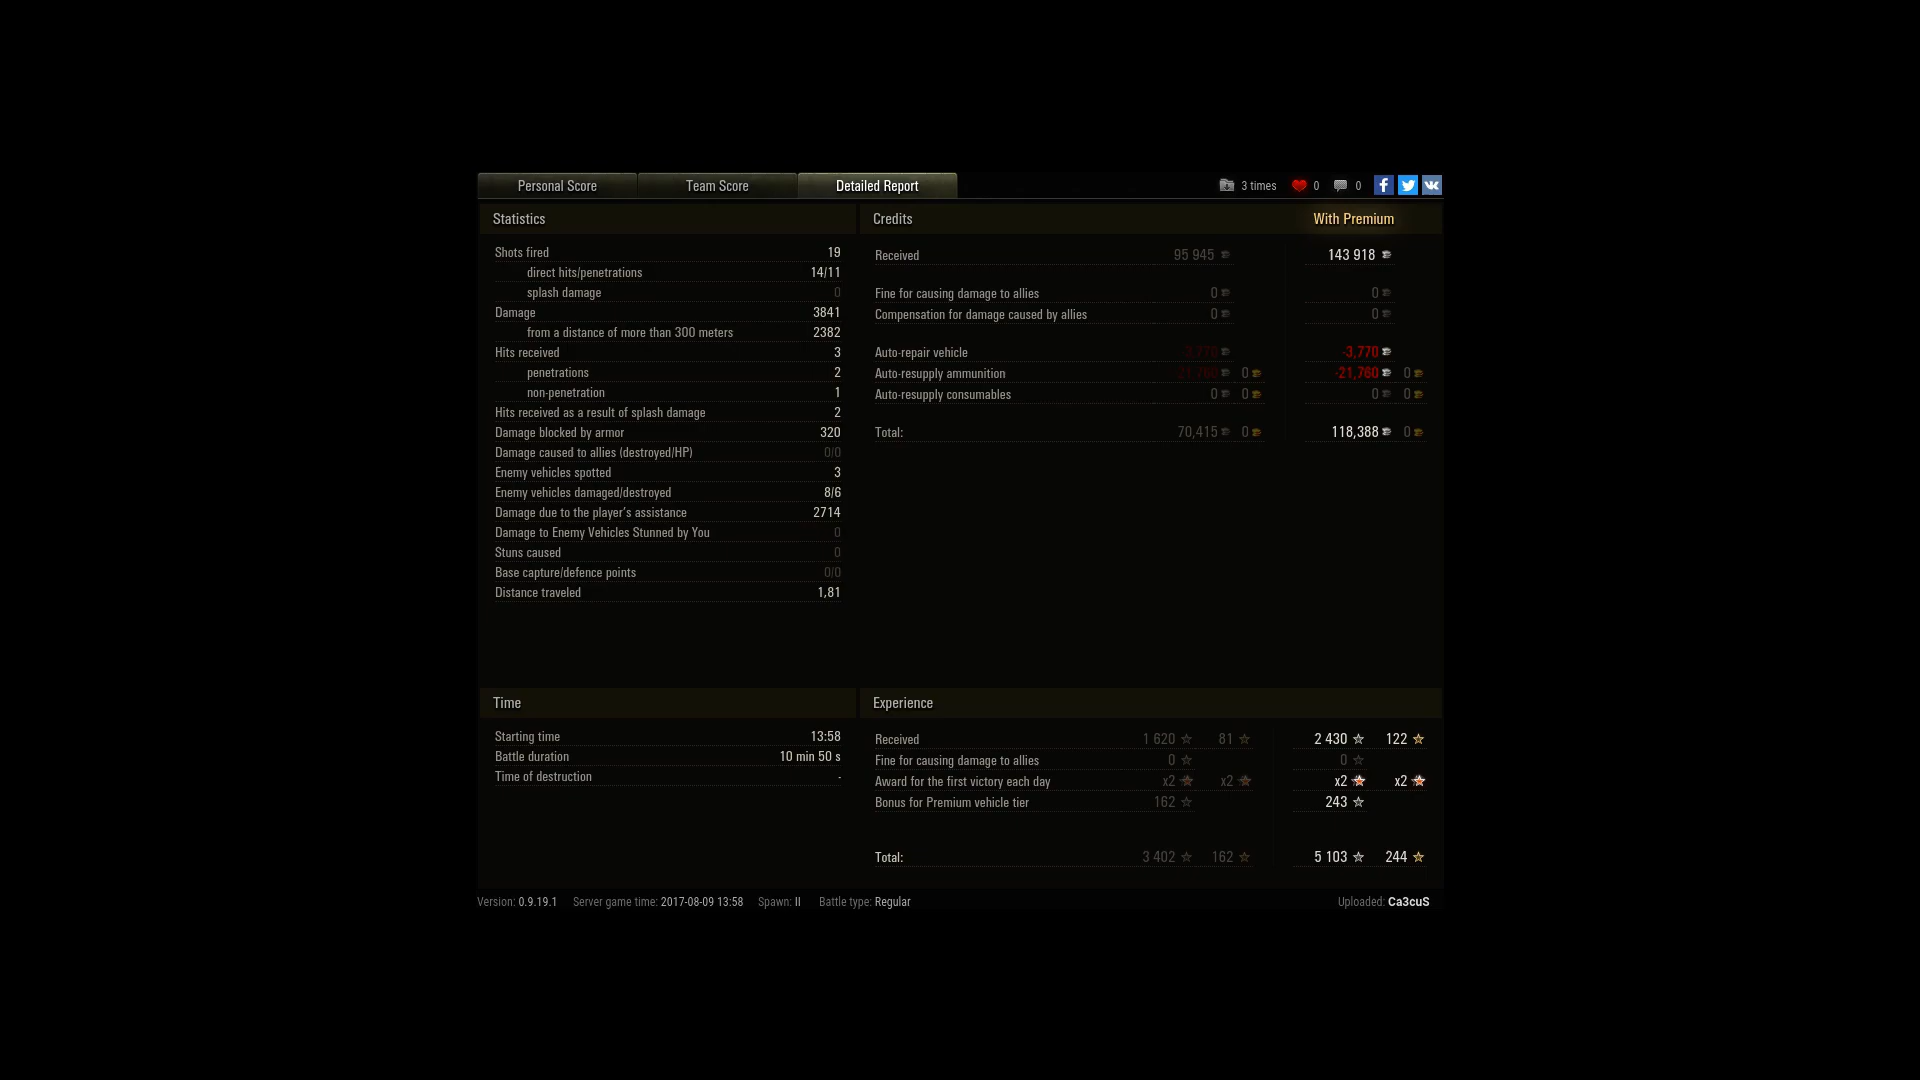 Personal Score Team Score Detailed Report 3 times 0 0
Statistics
Shots fired 19
direct hits/penetrations 14/11
splash damage 0
Damage 3841
from a distance of more than 300 meters 2382
Hits received 3
penetrations 2
non-penetration 1
Hits received as a result of splash damage 2
Damage blocked by armor 320
Damage caused to allies (destroyed/HP) 0/0
Enemy vehicles spotted 3
Enemy vehicles damaged/destroyed 8/6
Damage due to the player's assistance 2714
Damage to Enemy Vehicles Stunned by You 0
Stuns caused 0
Base capture/defence points 0/0
Distance traveled 1,81
Credits With Premium
Received 95 945 143 918
Fine for causing damage to allies 0 0
Compensation for damage caused by allies 0 0
Auto-repair vehicle -3,770 -3,770
Auto-resupply ammunition -21,760 0 -21,760 0
Auto-resupply consumables 0 0 0 0
Total: 70,415 0 118,388 0
Time
Starting time 13:58
Battle duration 10 min 50 s
Time of destruction -
Experience
Received 1 620 81 2 430 122
Fine for causing damage to allies 0 0
Award for the first victory each day x2 x2 x2 x2
Bonus for Premium vehicle tier 162 243
Total: 3 402 162 5 103 244
Version: 0.9.19.1 Server game time: 2017-08-09 13:58 Spawn: II Battle type: Regular Uploaded: Ca3cuS